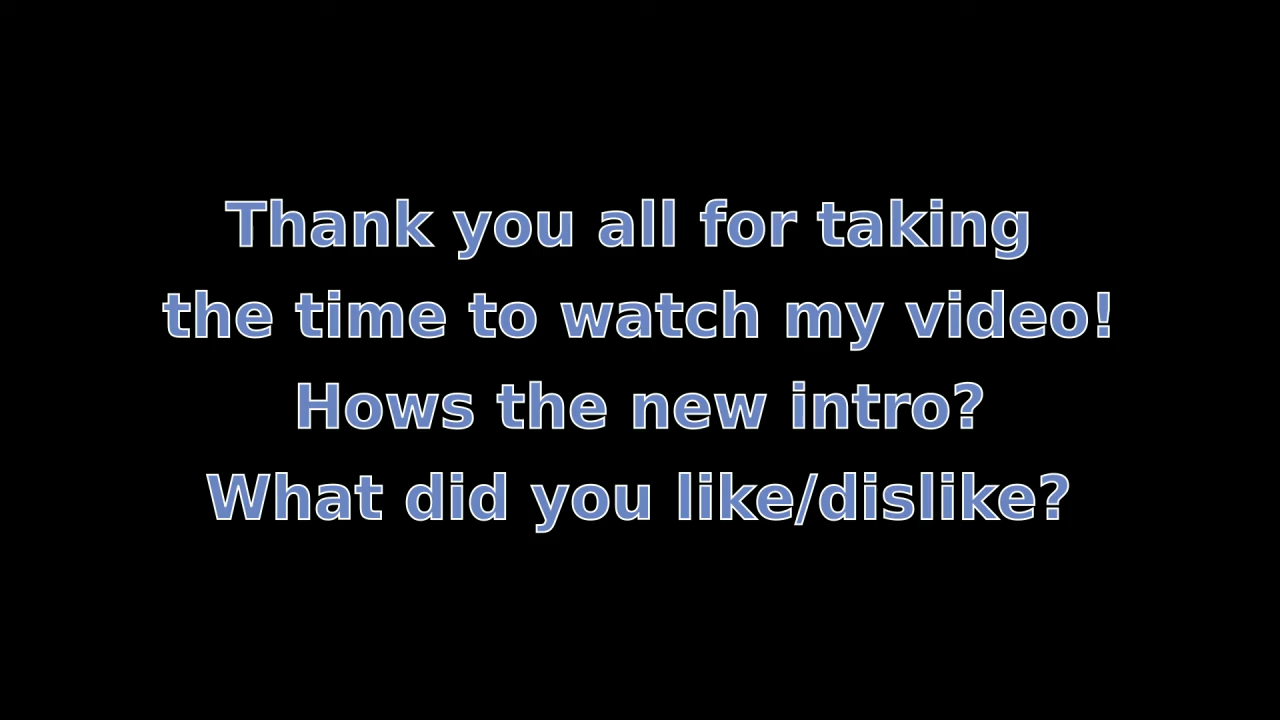 Thank you all for taking
the time to watch my video!
Hows the new intro?
What did you like/dislike?